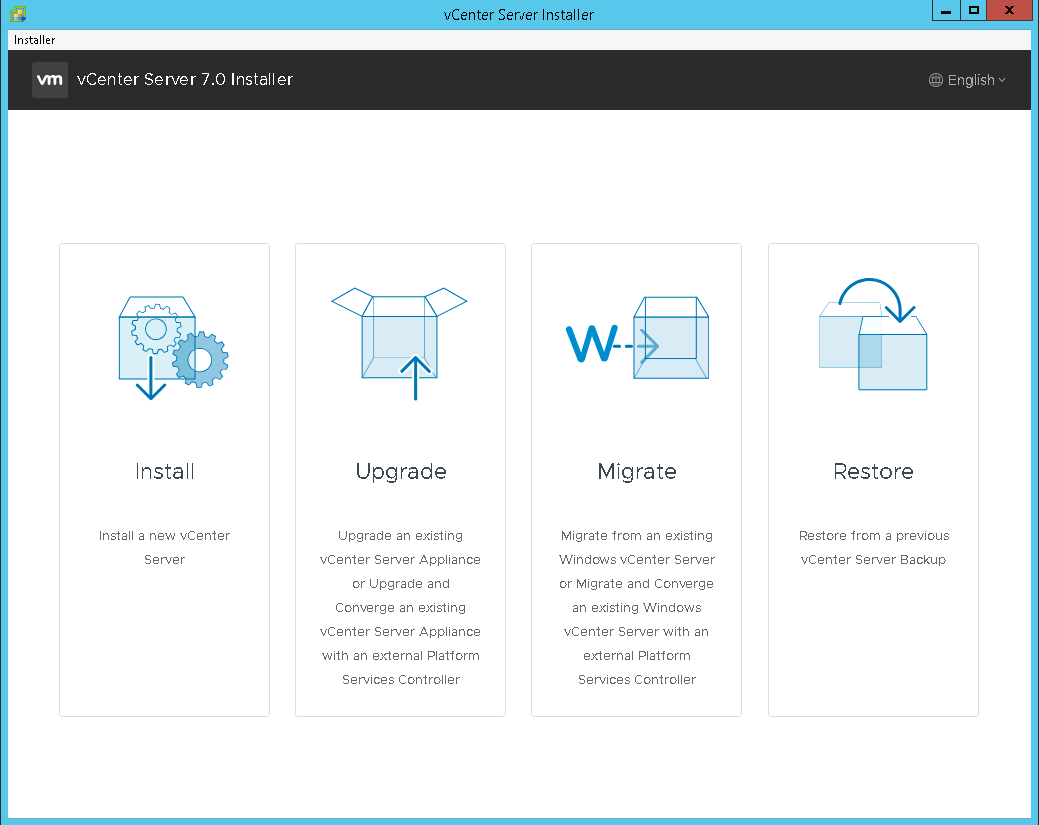 vCenter Server Installer
Installer
vm vCenter Server 7.0 Installer
English
W
Install
Install a new vCenter
Server
Upgrade
Upgrade an existing
vCenter Server Appliance
or Upgrade and
Converge an existing
vCenter Server Appliance
with an external Platform
Services Controller
Migrate
Migrate from an existing
Windows vCenter Server
or Migrate and Converge
an existing Windows
vCenter Server with an
external Platform
Services Controller
Restore
Restore from a previous
vCenter Server Backup